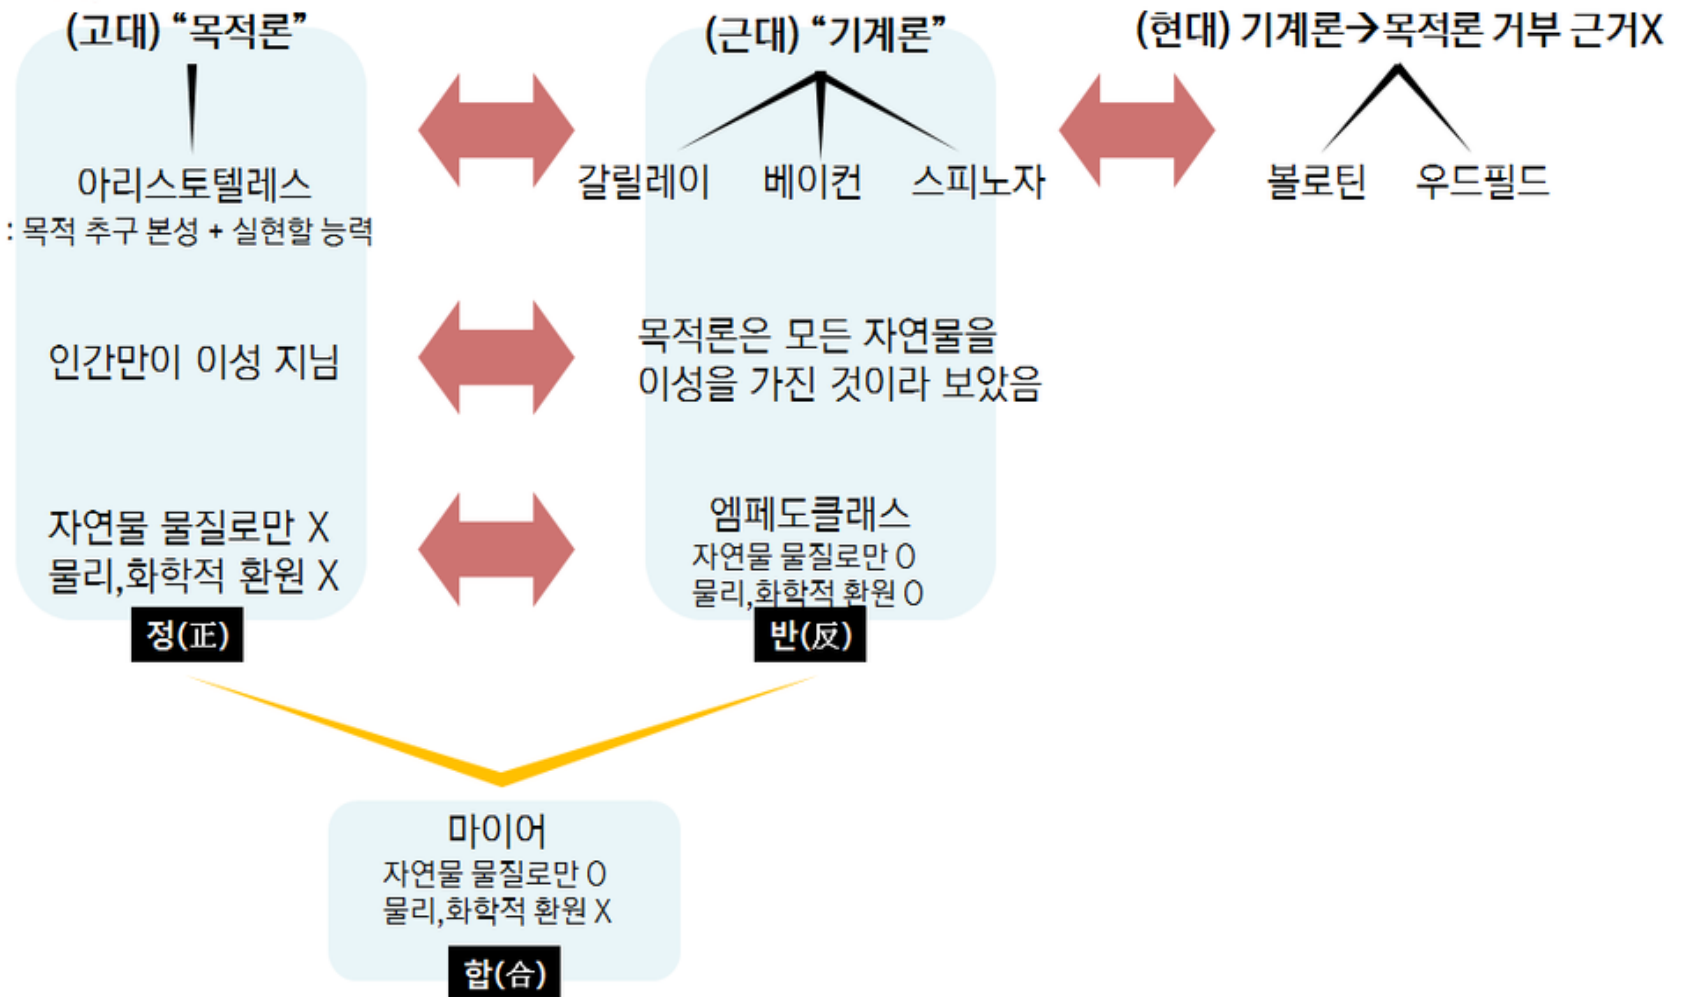 (고대) “목적론”
(근대) “기계론”
(현대) 기계론→목적론 거부 근거X
아리스토텔레스
: 목적 추구 본성 + 실현할 능력
갈릴레이
베이컨
스피노자
볼로틴
우드필드
인간만이 이성 지님
목적론은 모든 자연물을
이성을 가진 것이라 보았음
자연물 물질로만 X
물리,화학적 환원 X
엠페도클래스
자연물 물질로만 O
물리,화학적 환원 O
정(正)
반(反)
마이어
자연물 물질로만 O
물리,화학적 환원 X
합(合)